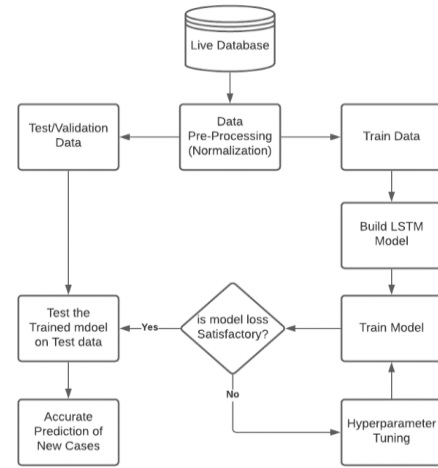 Live Database
Test/Validation
Data
Data
Pre-Processing
(Normalization)
Train Data
Build LSTM
Model
Test the
Trained mdoel
on Test data
Yes
is model loss
Satisfactory?
Train Model
No
Accurate
Prediction of
New Cases
Hyperparameter
Tuning